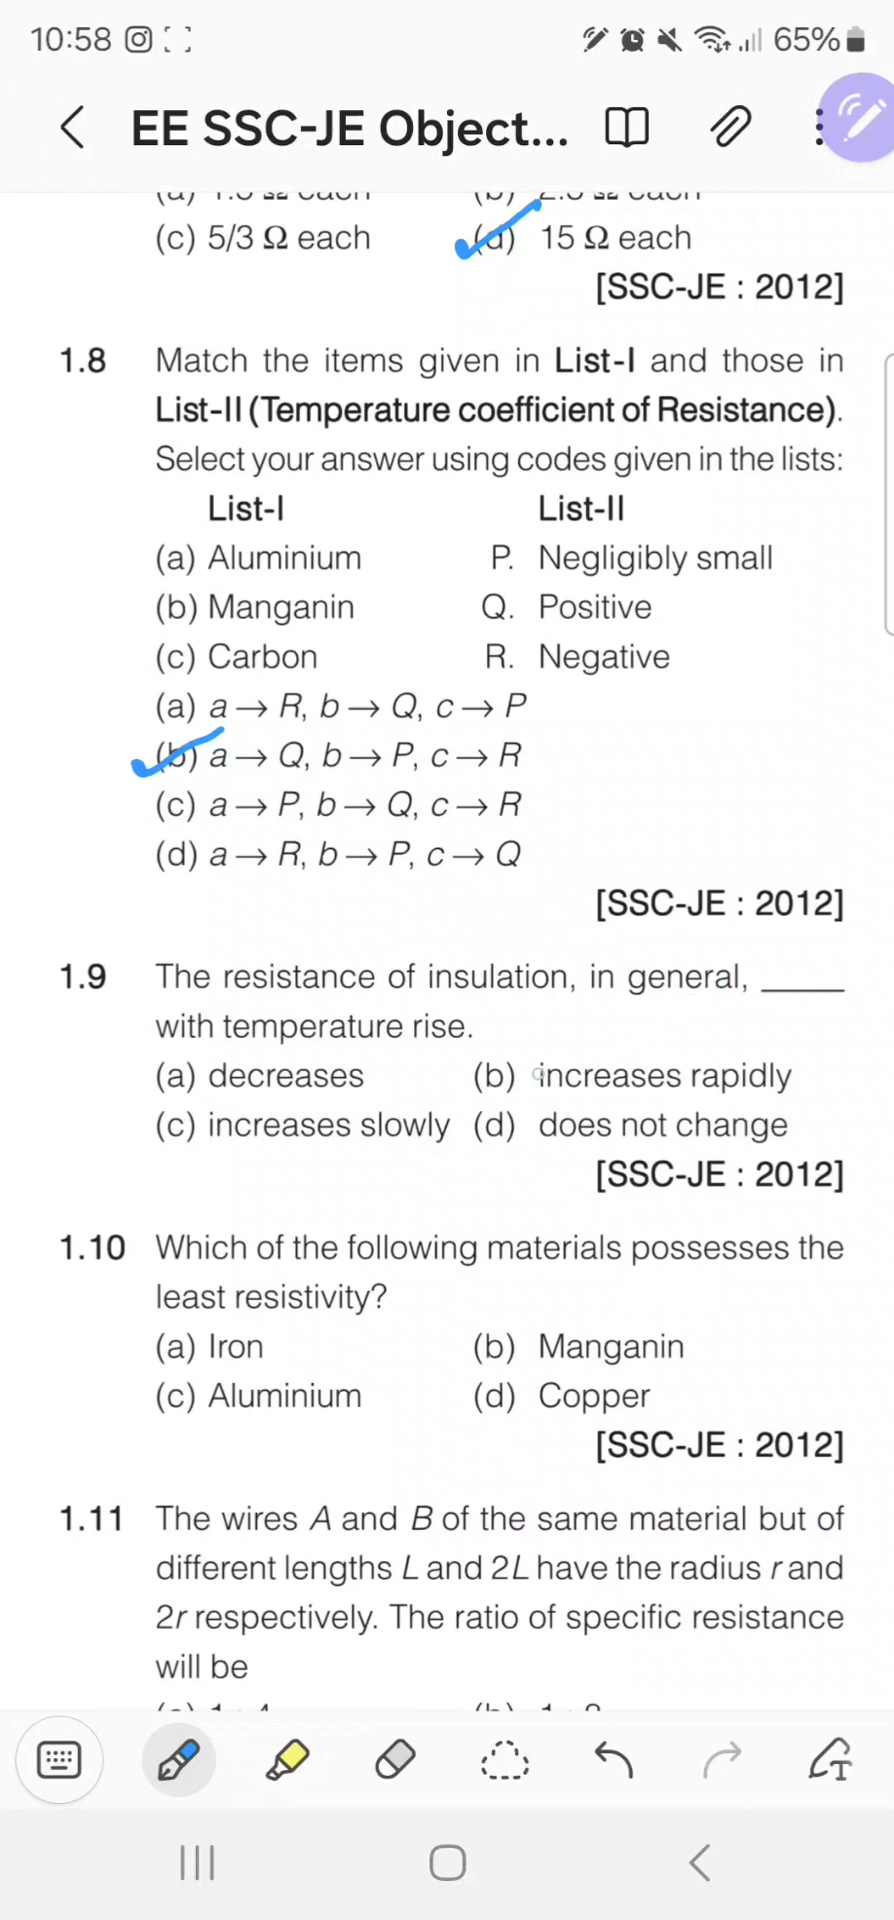 10:58 65%
EE SSC-JE Object...
(c) 5/3 Ω each (d) 15 Ω each
[SSC-JE : 2012]
1.8 Match the items given in List-I and those in
List-II (Temperature coefficient of Resistance).
Select your answer using codes given in the lists:
List-I List-II
(a) Aluminium P. Negligibly small
(b) Manganin Q. Positive
(c) Carbon R. Negative
(a) a → R, b → Q, c → P
(b) a → Q, b → P, c → R
(c) a → P, b → Q, c → R
(d) a → R, b → P, c → Q
[SSC-JE : 2012]
1.9 The resistance of insulation, in general, _____
with temperature rise.
(a) decreases (b) increases rapidly
(c) increases slowly (d) does not change
[SSC-JE : 2012]
1.10 Which of the following materials possesses the
least resistivity?
(a) Iron (b) Manganin
(c) Aluminium (d) Copper
[SSC-JE : 2012]
1.11 The wires A and B of the same material but of
different lengths L and 2L have the radius r and
2r respectively. The ratio of specific resistance
will be